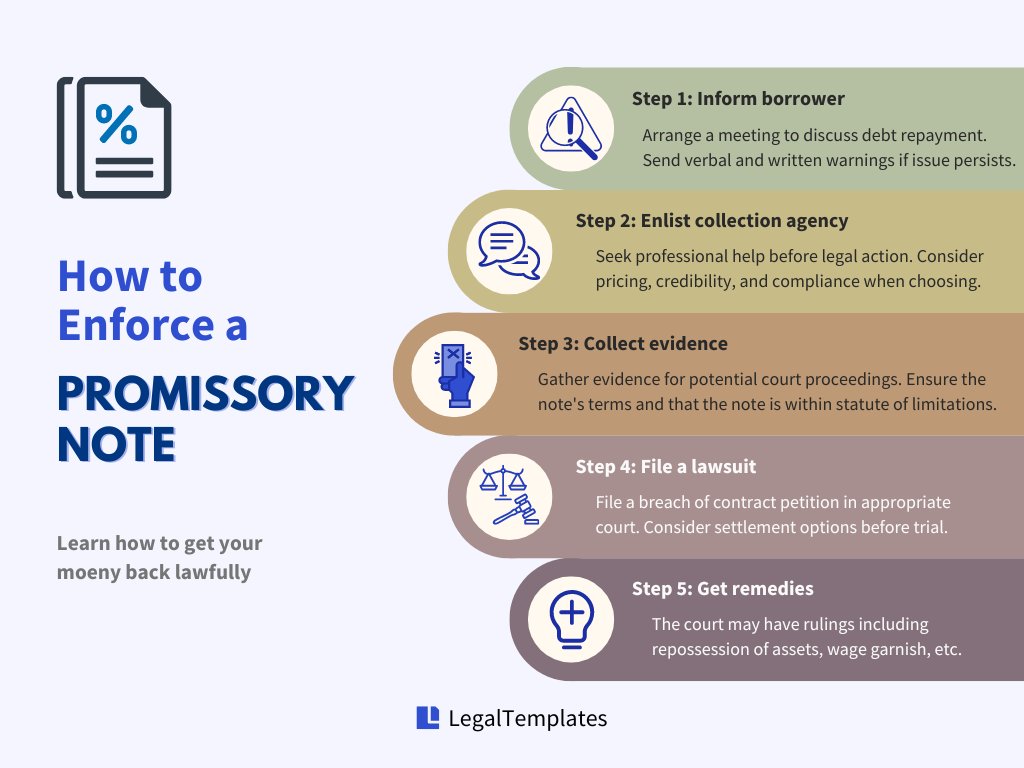 How to
Enforce a
PROMISSORY
NOTE
Learn how to get your
moeny back lawfully
Step 1: Inform borrower
Arrange a meeting to discuss debt repayment.
Send verbal and written warnings if issue persists.
Step 2: Enlist collection agency
Seek professional help before legal action. Consider
pricing, credibility, and compliance when choosing.
Step 3: Collect evidence
Gather evidence for potential court proceedings. Ensure the
note's terms and that the note is within statute of limitations.
Step 4: File a lawsuit
File a breach of contract petition in appropriate
court. Consider settlement options before trial.
Step 5: Get remedies
The court may have rulings including
repossession of assets, wage garnish, etc.
LegalTemplates